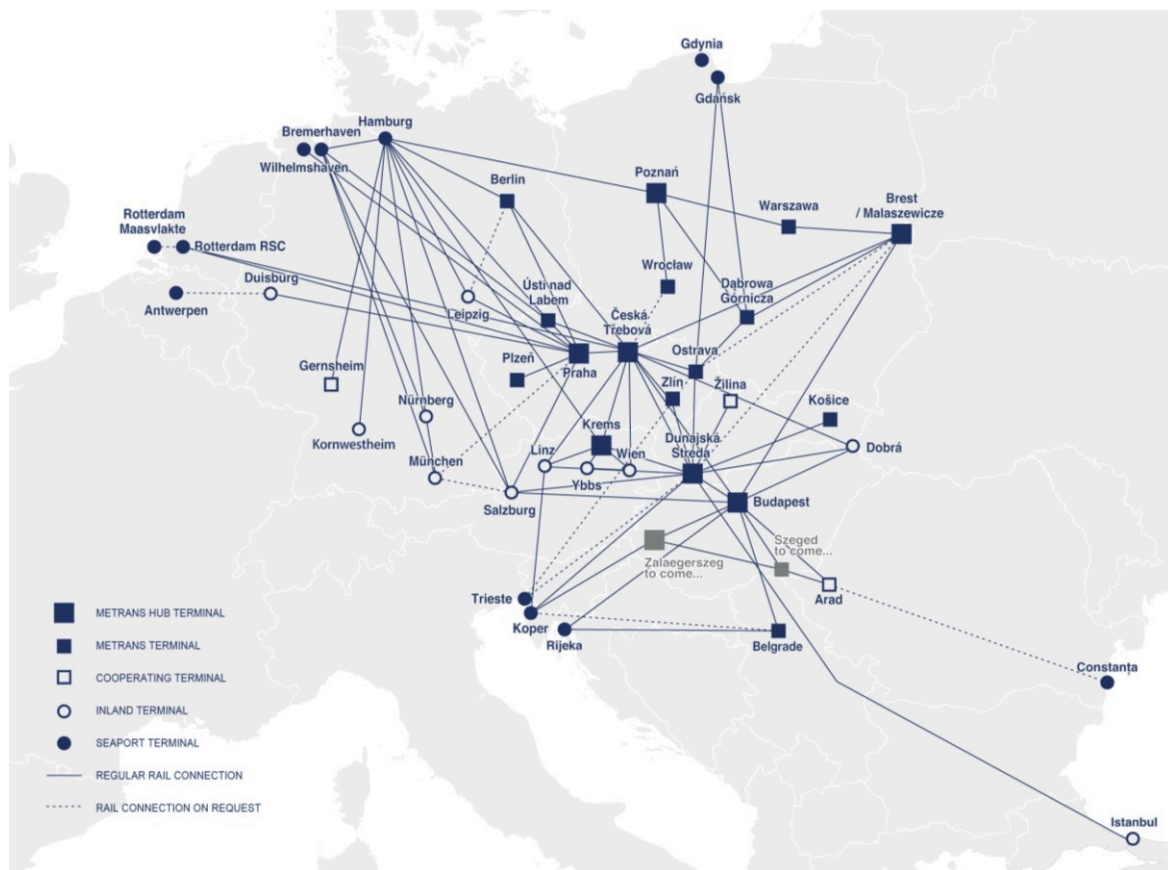 Gdynia
Gdańsk
Hamburg
Bremerhaven
Wilhelmshaven
Berlin
Poznań
Warszawa
Brest
/ Malaszewicze
Rotterdam
Maasvlakte
Rotterdam RSC
Duisburg
Antwerpen
Leipzig
Ústí nad
Labem
Wrocław
Dabrowa
Górnicza
Česká
Třebová
Ostrava
Plzeň
Praha
Gernsheim
Zlín
Žilina
Košice
Nürnberg
Kornwestheim
Krems
Dunajská
Streda
Dobrá
München
Linz
Wien
Ybbs
Salzburg
Budapest
Zalaegerszeg
to come...
Szeged
to come...
Arad
Trieste
Koper
Rijeka
Belgrade
Constanța
Istanbul
METRANS HUB TERMINAL
METRANS TERMINAL
COOPERATING TERMINAL
INLAND TERMINAL
SEAPORT TERMINAL
REGULAR RAIL CONNECTION
RAIL CONNECTION ON REQUEST